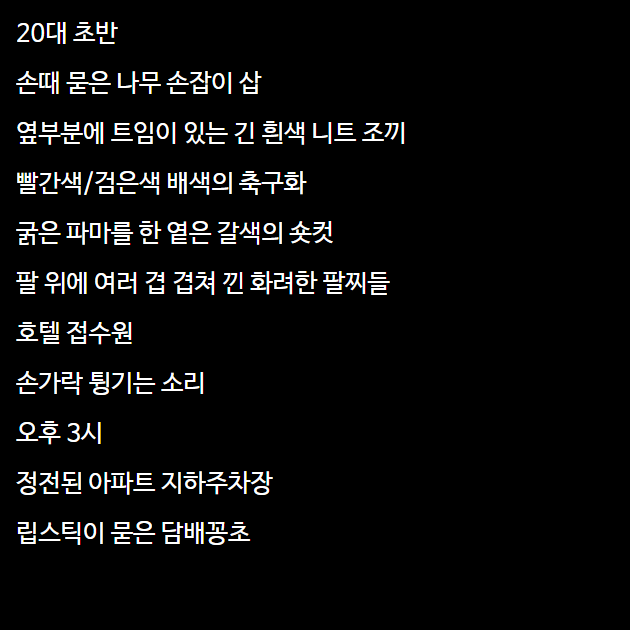 20대 초반
손때 묻은 나무 손잡이 삽
옆부분에 트임이 있는 긴 흰색 니트 조끼
빨간색/검은색 배색의 축구화
굵은 파마를 한 옅은 갈색의 숏컷
팔 위에 여러 겹 겹쳐 낀 화려한 팔찌들
호텔 접수원
손가락 튕기는 소리
오후 3시
정전된 아파트 지하주차장
립스틱이 묻은 담배꽁초